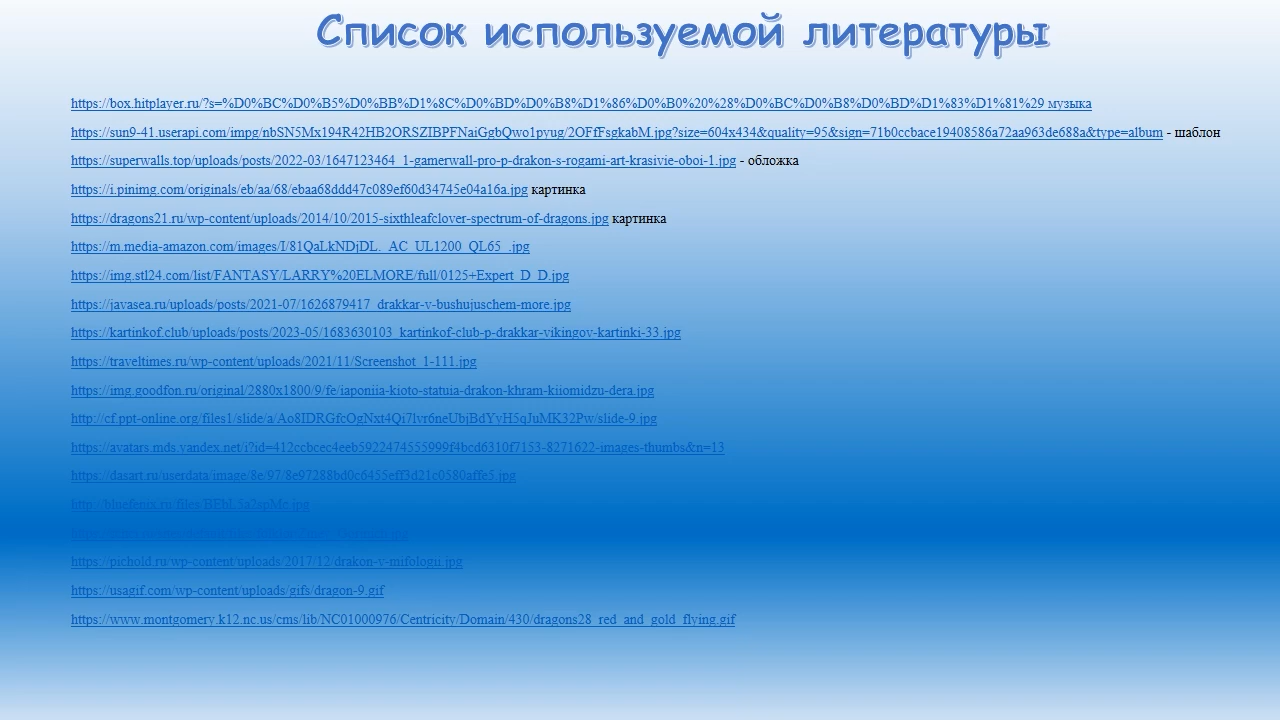 Список используемой литературы
https://box.hitplayer.ru/?s=%D0%BC%D0%B5%D0%BB%D1%8C%D0%BD%D0%B8%D1%86%D0%B0%20%28%D0%BC%D0%B8%D0%BD%D1%83%D1%81%29 музыка
https://sun9-41.userapi.com/impg/nbSN5Mx194R42HB2ORSZIBPFNaiGgbQwo1pyug/2OFfFsgkabM.jpg?size=604x434&quality=95&sign=71b0ccbace19408586a72aa963de688a&type=album - шаблон
https://superwalls.top/uploads/posts/2022-03/1647123464_1-gamerwall-pro-p-drakon-s-rogami-art-krasivie-oboi-1.jpg - обложка
https://i.pinimg.com/originals/eb/aa/68/ebaa68ddd47c089ef60d34745e04a16a.jpg картинка
https://dragons21.ru/wp-content/uploads/2014/10/2015-sixthleafclover-spectrum-of-dragons.jpg картинка
https://m.media-amazon.com/images/I/81QaLkNDjDL._AC_UL1200_QL65_.jpg
https://img.stl24.com/list/FANTASY/LARRY%20ELMORE/full/0125+Expert_D_D.jpg
https://javasea.ru/uploads/posts/2021-07/1626879417_drakkar-v-bushujuschem-more.jpg
https://kartinkof.club/uploads/posts/2023-05/1683630103_kartinkof-club-p-drakkar-vikingov-kartinki-33.jpg
https://traveltimes.ru/wp-content/uploads/2021/11/Screenshot_1-111.jpg
https://img.goodfon.ru/original/2880x1800/9/fe/iaponiia-kioto-statuia-drakon-khram-kiiomidzu-dera.jpg
http://cf.ppt-online.org/files1/slide/a/Ao8IDRGfcOgNxt4Qi7lvr6neUbjBdYyH5qJuMK32Pw/slide-9.jpg
https://avatars.mds.yandex.net/i?id=412ccbcec4eeb5922474555999f4bcd6310f7153-8271622-images-thumbs&n=13
https://dasart.ru/userdata/image/8e/97/8e97288bd0c6455eff3d21c0580affe5.jpg
https://pichold.ru/wp-content/uploads/2017/12/drakon-v-mifologii.jpg
https://usagif.com/wp-content/uploads/gifs/dragon-9.gif
https://www.montgomery.k12.nc.us/cms/lib/NC01000976/Centricity/Domain/430/dragons28_red_and_gold_flying.gif